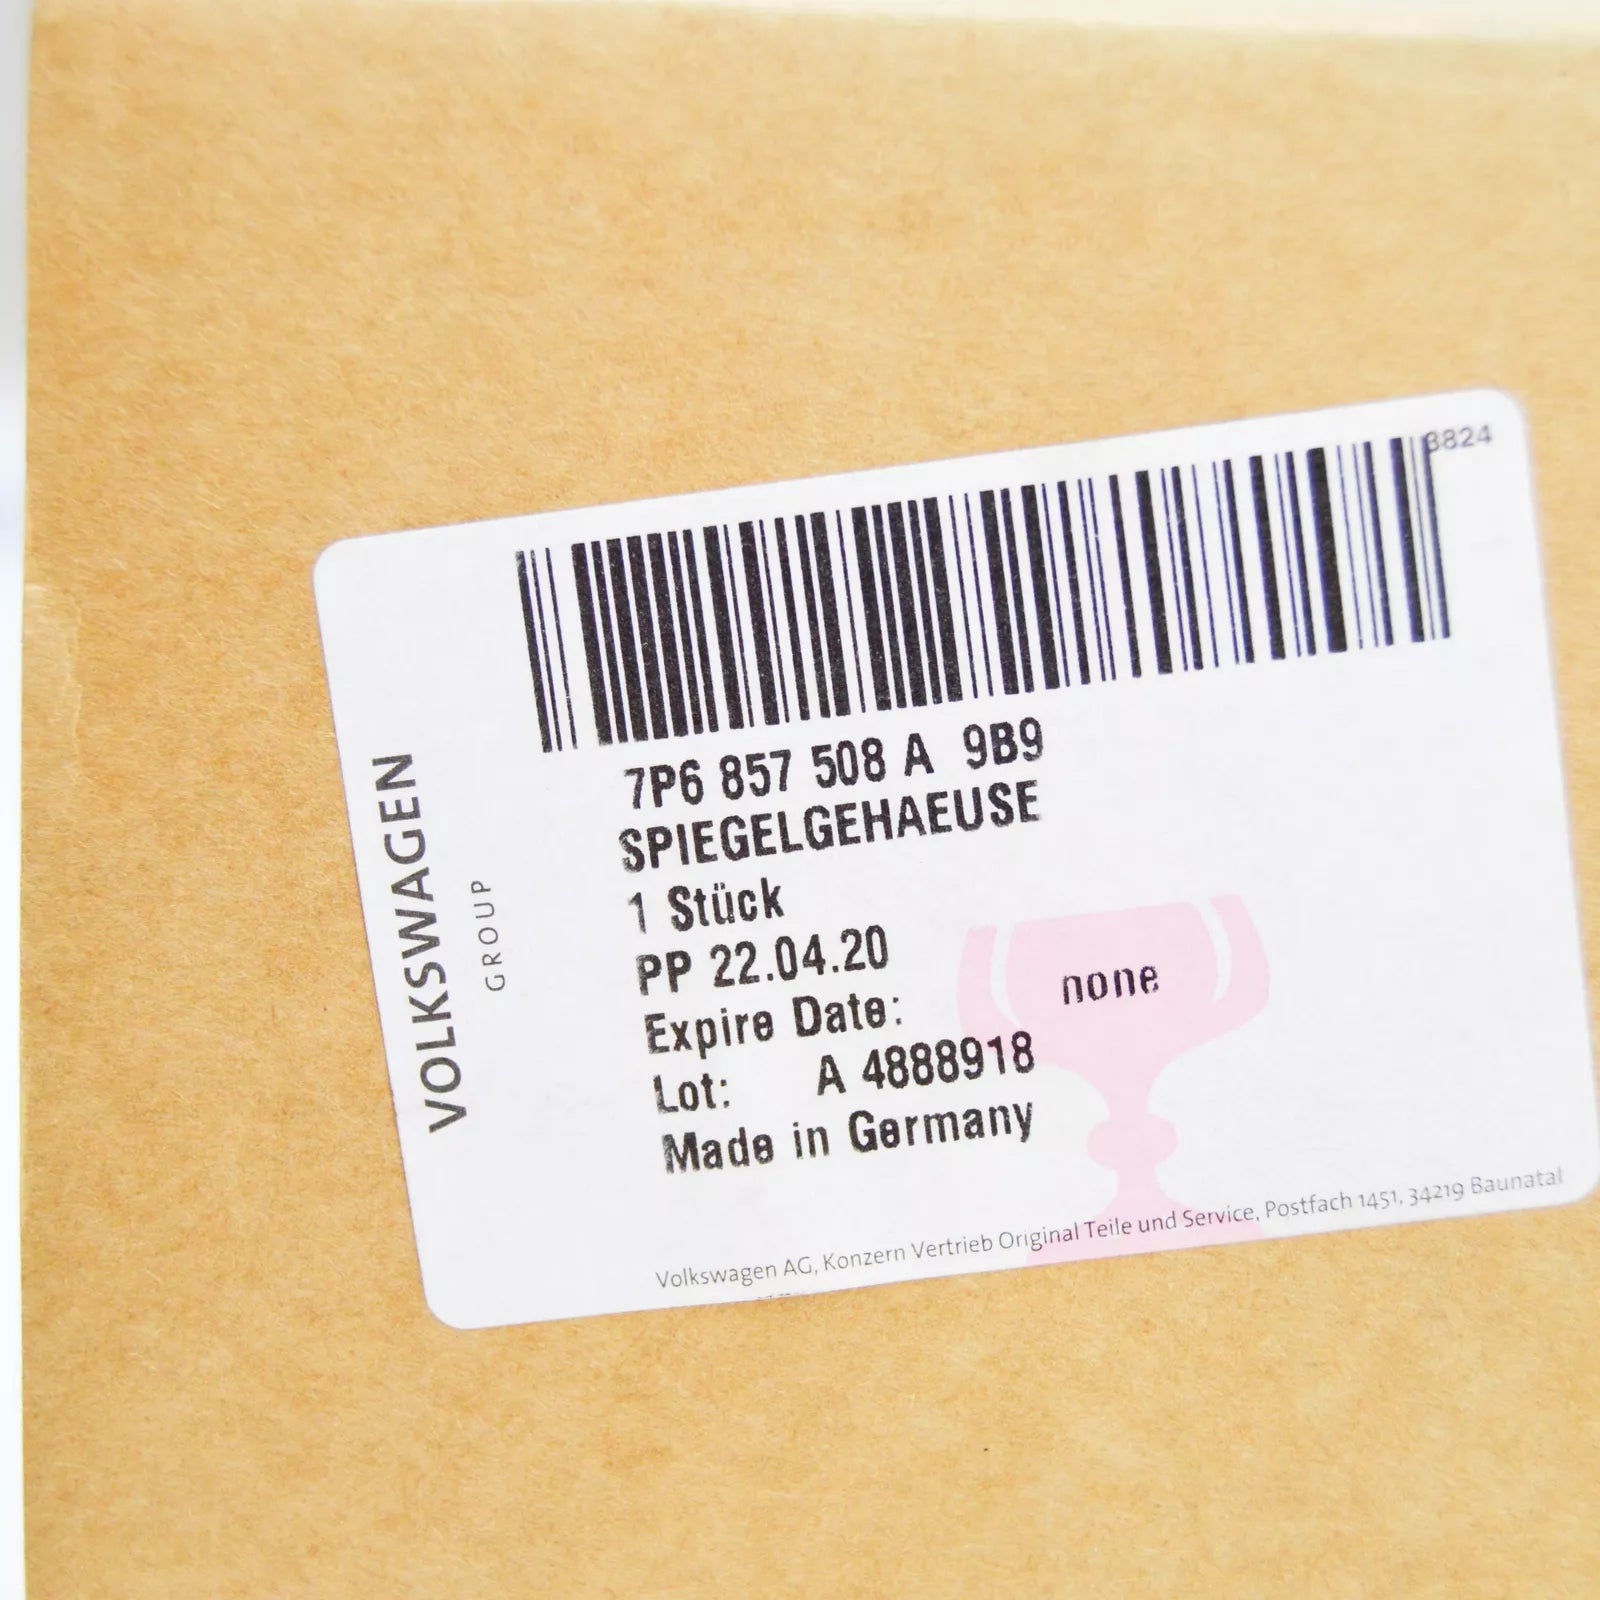 3824
VOLKSWAGEN
GROUP
7P6 857 508 A 9B9
SPIEGELGEHAEUSE
1 Stück
PP 22.04.20
Expire Date: none
Lot: A 4888918
Made in Germany
Volkswagen AG, Konzern Vertrieb Original Teile und Service, Postfach 1451, 34219 Baunatal